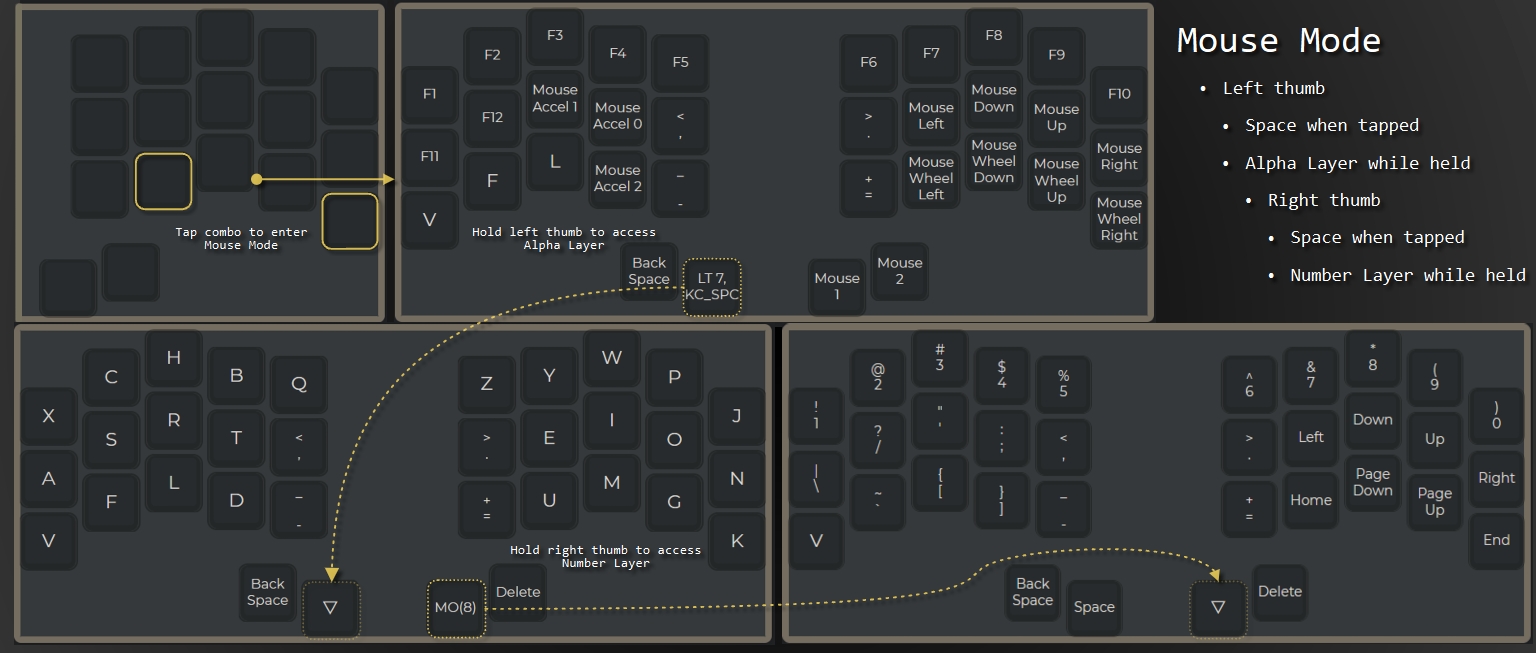 Mouse Mode
• Left thumb
• Space when tapped
• Alpha Layer while held
• Right thumb
• Space when tapped
• Number Layer while held
Tap combo to enter
Mouse Mode
F1
F2
F3
F4
F5
F11
F12
Mouse
Accel 1
Mouse
Accel 0
<
,
V
F
L
Mouse
Accel 2
_
-
Hold left thumb to access
Alpha Layer
Back
Space
LT 7,
KC_SPC
F6
F7
F8
F9
F10
>
.
Mouse
Left
Mouse
Down
Mouse
Up
Mouse
Right
+
=
Mouse
Wheel
Left
Mouse
Wheel
Down
Mouse
Wheel
Up
Mouse
Wheel
Right
Mouse
1
Mouse
2
X
C
H
B
Q
A
S
R
T
<
,
V
F
L
D
_
-
Back
Space
▽
Z
Y
W
P
J
>
.
E
I
O
N
+
=
U
M
G
K
Hold right thumb to access
Number Layer
MO(8)
Delete
!
1
@
2
#
3
$
4
%
5
|
\
?
/
"
'
:
;
<
,
V
~
`
{
[
}
]
_
-
Back
Space
Space
^
6
&
7
*
8
(
9
)
0
>
.
Left
Down
Up
Right
+
=
Home
Page
Down
Page
Up
End
▽
Delete